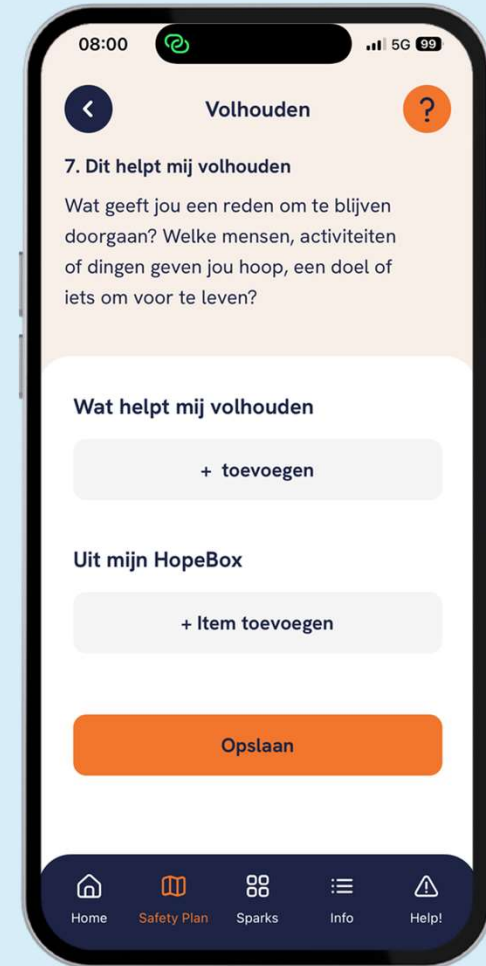 08:00
5G 99
Volhouden
?
7. Dit helpt mij volhouden
Wat geeft jou een reden om te blijven
doorgaan? Welke mensen, activiteiten
of dingen geven jou hoop, een doel of
iets om voor te leven?
Wat helpt mij volhouden
+ toevoegen
Uit mijn HopeBox
+ Item toevoegen
Opslaan
Home Safety Plan Sparks Info Help!